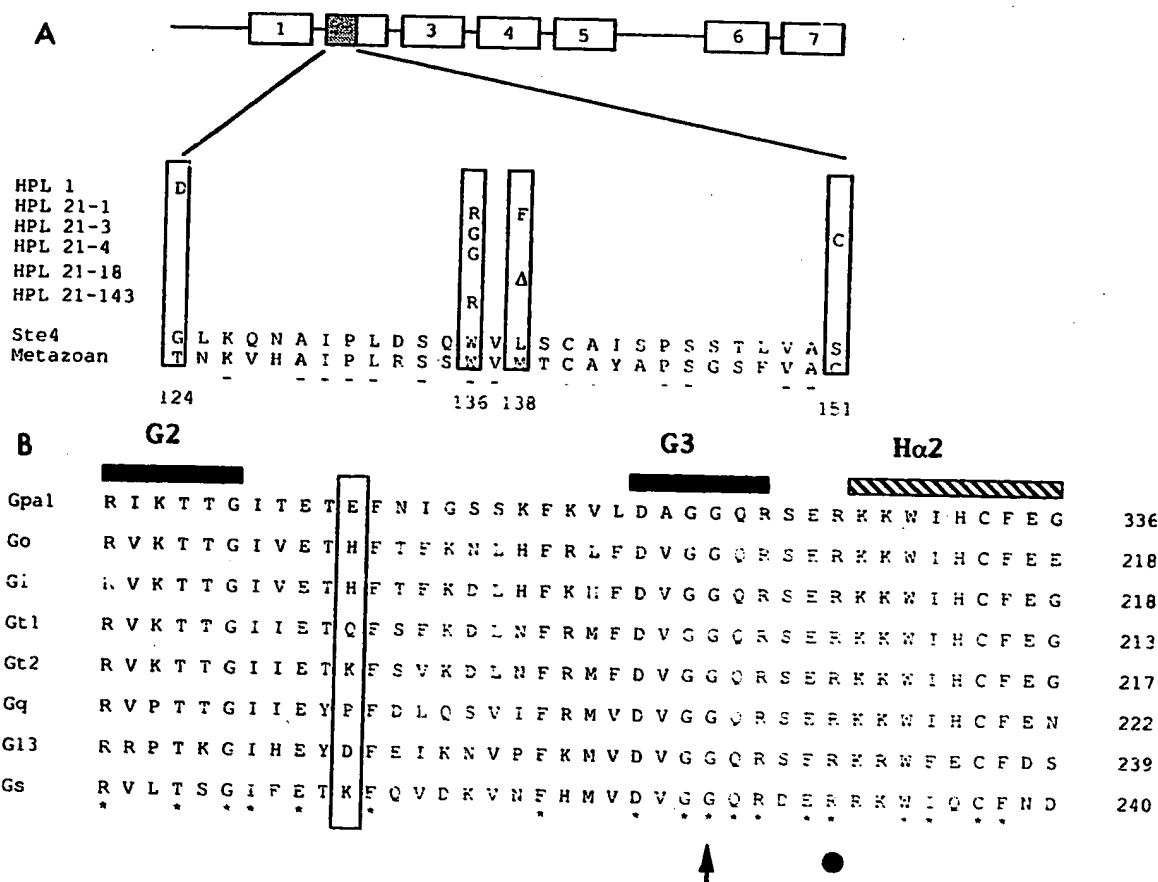 A
1 3 4 5 6 7
HPL 1 D
HPL 21-1 R F
HPL 21-3 G
HPL 21-4 G C
HPL 21-18 Δ
HPL 21-143 R
Ste4 G L K Q N A I P L D S Q W V L S C A I S P S S T L V A S
Metazoan T N K V H A I P L R S S W V M T C A Y A P S G S F V A C
124 136 138 151
B G2 G3 Hα2
Gpa1 R I K T T G I T E T E F N I G S S K F K V L D A G G Q R S E R K K W I H C F E G 336
Go R V K T T G I V E T H F T F K N L H F R L F D V G G Q R S E R K K W I H C F E E 218
Gi V K T T G I V E T H F T F K D L H F K F D V G G Q R S E R K K W I H C F E G 218
Gt1 R V K T T G I I E T Q F S F K D L N F R M F D V G G Q R S E R K K W I H C F E G 213
Gt2 R V K T T G I I E T K F S V K D L N F R M F D V G G Q R S E R K K W I H C F E G 217
Gq R V P T T G I I E Y P F D L Q S V I F R M V D V G G Q R S E R K K W I H C F E N 222
G13 R R P T K G I H E Y D F E I K N V P F K M V D V G G Q R S F R K R W F E C F D S 239
Gs R V L T S G I F E T K F Q V D K V N F H M V D V G G Q R D E R R K W I Q C F N D 240